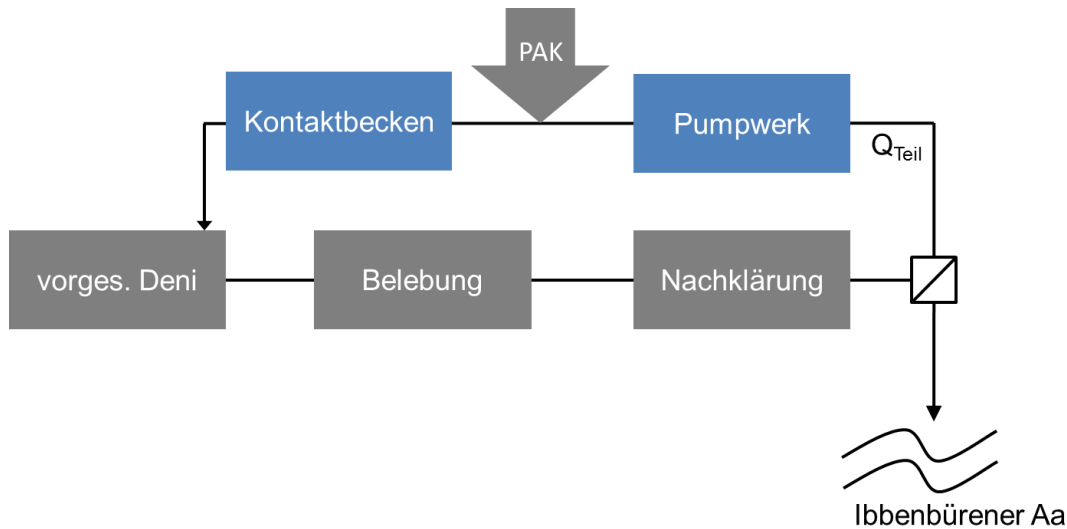 PAK
Kontaktbecken
Pumpwerk
QTeil
vorges. Deni
Belebung
Nachklärung
Ibbenbürener Aa